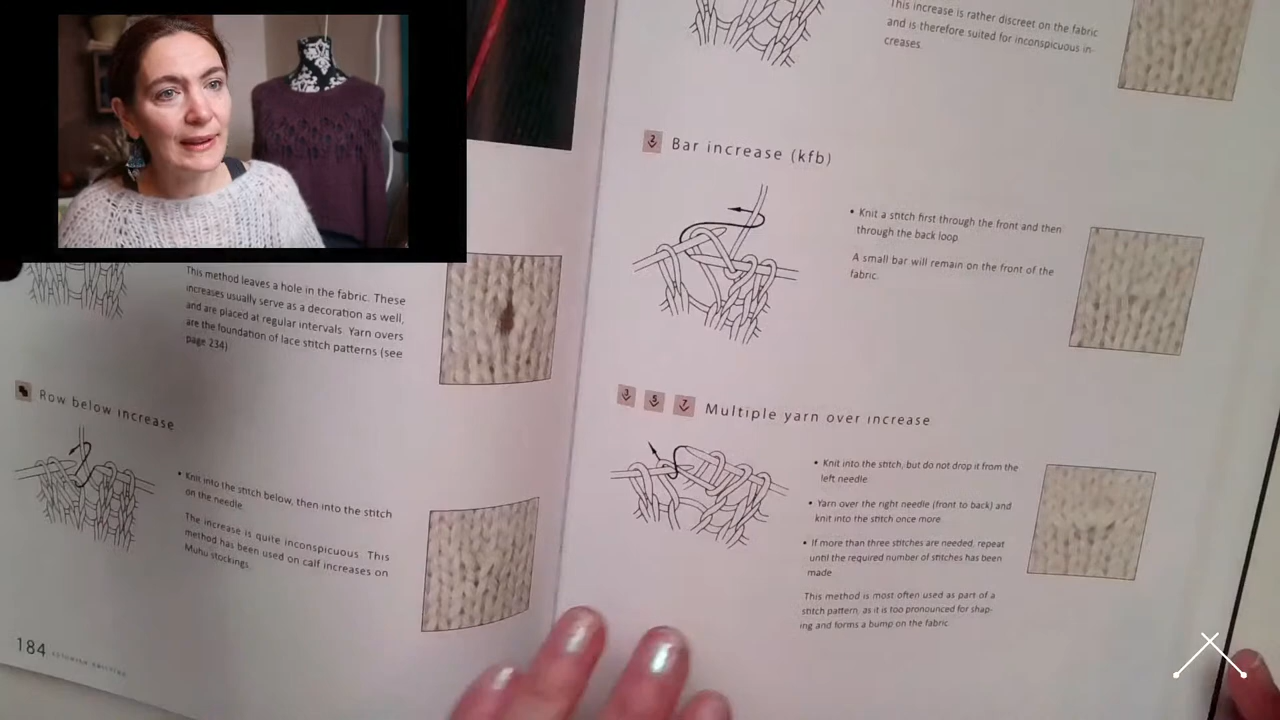 This method leaves a hole in the fabric. These
increases usually serve as a decoration as well,
and are placed at regular intervals. Yarn overs
are the foundation of lace stitch patterns (see
page 234)
Row below increase
• Knit into the stitch below, then into the stitch
on the needle
The increase is quite inconspicuous. This
method has been used on calf increases on
Muhu stockings.
184 ESTONIAN KNITTING
This increase is rather discreet on the fabric
and is therefore suited for inconspicuous in-
creases.
2
Bar increase (kfb)
• Knit a stitch first through the front and then
through the back loop
A small bar will remain on the front of the
fabric.
3 5 7
Multiple yarn over increase
• Knit into the stitch, but do not drop it from the
left needle
• Yarn over the right needle (front to back) and
knit into the stitch once more
• If more than three stitches are needed, repeat
until the required number of stitches has been
made
This method is most often used as part of a
stitch pattern, as it is too pronounced for shap-
ing and forms a bump on the fabric.